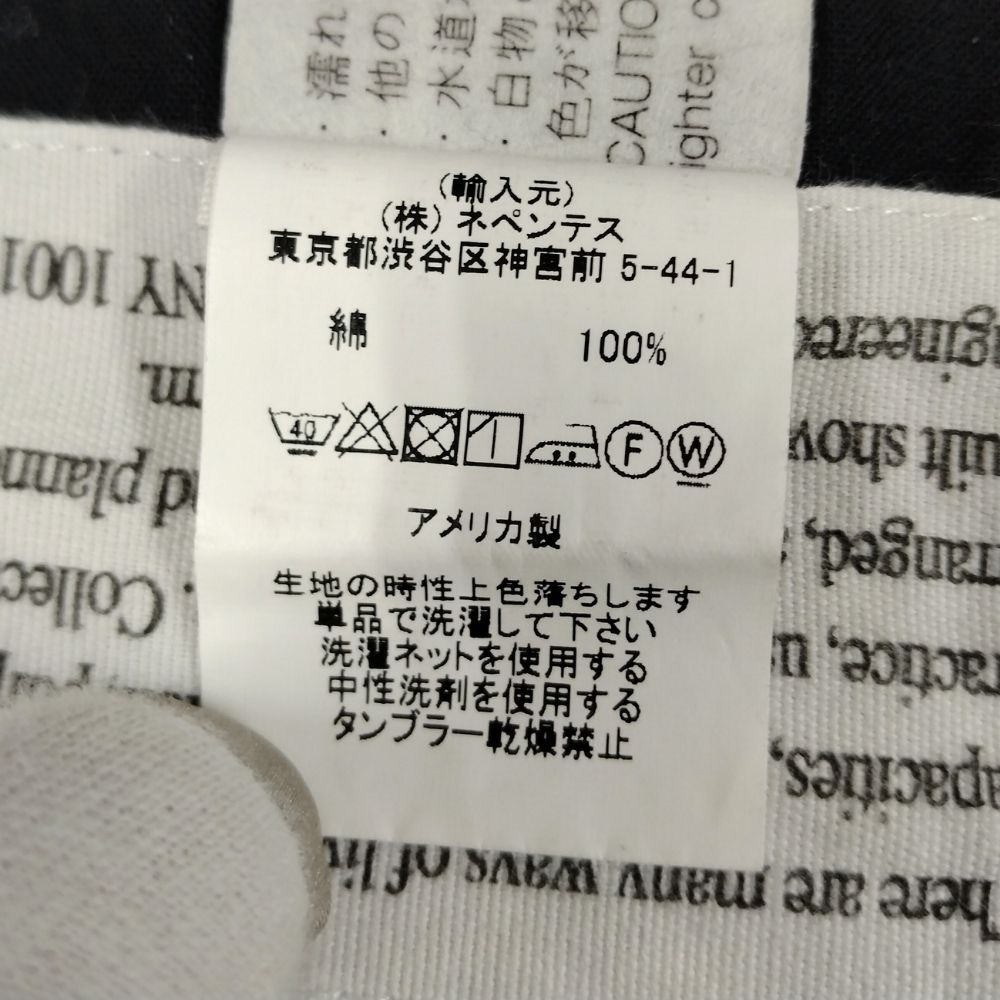 ・濡れ
・他の
・水道
・白物
色が移
CAUTIO
ighter c
(輸入元)
(株) ネペンテス
東京都渋谷区神宮前 5-44-1
綿 100%
40
F W
アメリカ製
生地の時性上色落ちします
単品で洗濯して下さい
洗濯ネットを使用する
中性洗剤を使用する
タンブラー乾燥禁止
here are many ways of li
apacities,
ractice, u
Collec
rranged,
d planne
uilt show
m.
ngineered
NY 1001